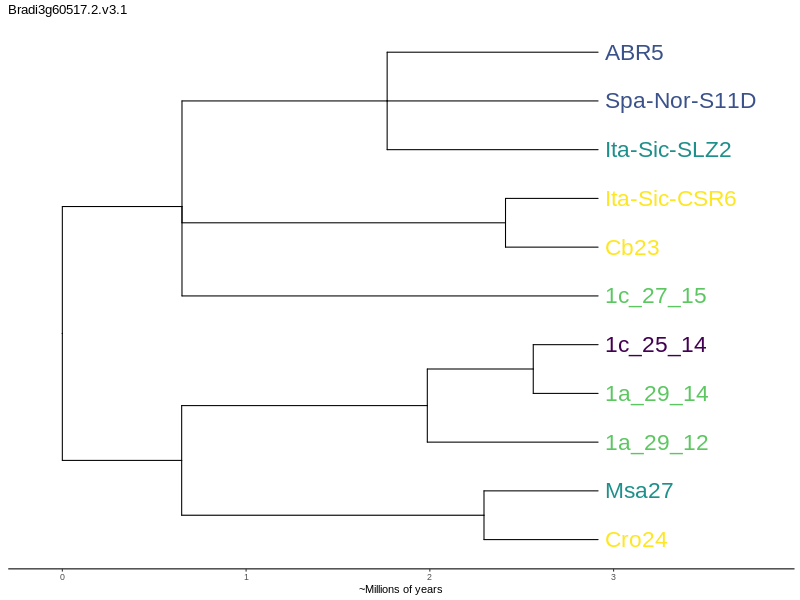 Bradi3g60517.2.v3.1
ABR5
Spa-Nor-S11D
Ita-Sic-SLZ2
Ita-Sic-CSR6
Cb23
1c_27_15
1c_25_14
1a_29_14
1a_29_12
Msa27
Cro24
0 1 2 3
~Millions of years